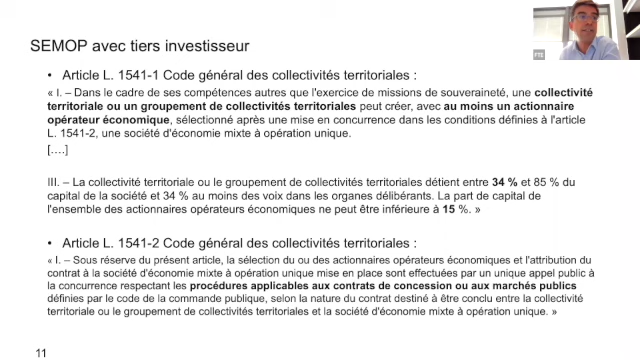 SEMOP avec tiers investisseur
• Article L. 1541-1 Code général des collectivités territoriales :
« I. – Dans le cadre de ses compétences autres que l'exercice de missions de souveraineté, une collectivité
territoriale ou un groupement de collectivités territoriales peut créer, avec au moins un actionnaire
opérateur économique, sélectionné après une mise en concurrence dans les conditions définies à l'article
L. 1541-2, une société d'économie mixte à opération unique.
[….]
III. – La collectivité territoriale ou le groupement de collectivités territoriales détient entre 34 % et 85 % du
capital de la société et 34 % au moins des voix dans les organes délibérants. La part de capital de
l'ensemble des actionnaires opérateurs économiques ne peut être inférieure à 15 %. »
• Article L. 1541-2 Code général des collectivités territoriales :
« I. – Sous réserve du présent article, la sélection du ou des actionnaires opérateurs économiques et l'attribution du
contrat à la société d'économie mixte à opération unique mise en place sont effectuées par un unique appel public à
la concurrence respectant les procédures applicables aux contrats de concession ou aux marchés publics
définies par le code de la commande publique, selon la nature du contrat destiné à être conclu entre la collectivité
territoriale ou le groupement de collectivités territoriales et la société d'économie mixte à opération unique. »
11
FTE